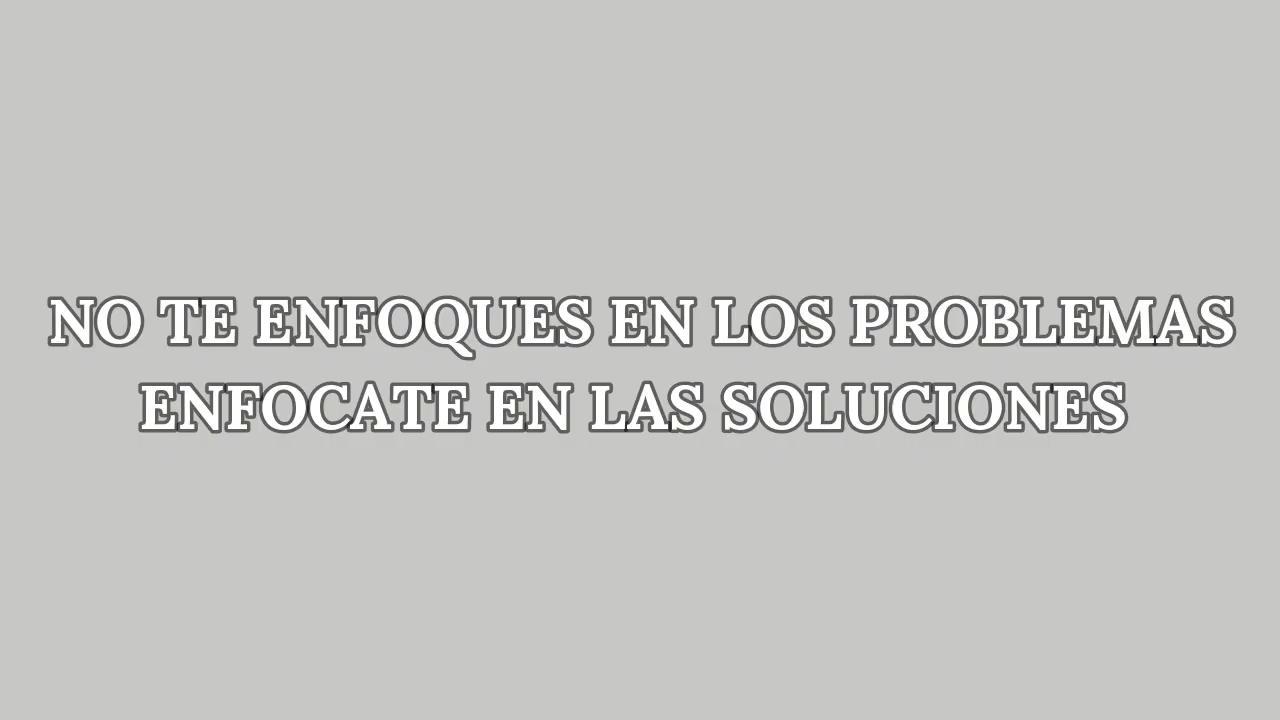 NO TE ENFOQUES EN LOS PROBLEMAS
ENFOCATE EN LAS SOLUCIONES